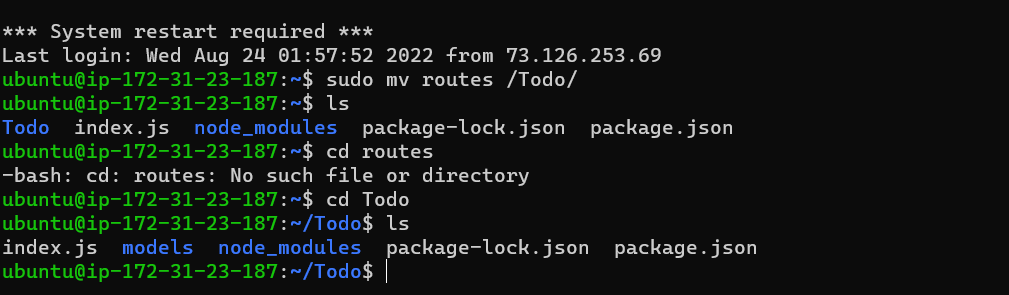 *** System restart required ***
Last login: Wed Aug 24 01:57:52 2022 from 73.126.253.69
ubuntu@ip-172-31-23-187:~$ sudo mv routes /Todo/
ubuntu@ip-172-31-23-187:~$ ls
Todo  index.js  node_modules  package-lock.json  package.json
ubuntu@ip-172-31-23-187:~$ cd routes
-bash: cd: routes: No such file or directory
ubuntu@ip-172-31-23-187:~$ cd Todo
ubuntu@ip-172-31-23-187:~/Todo$ ls
index.js  models  node_modules  package-lock.json  package.json
ubuntu@ip-172-31-23-187:~/Todo$